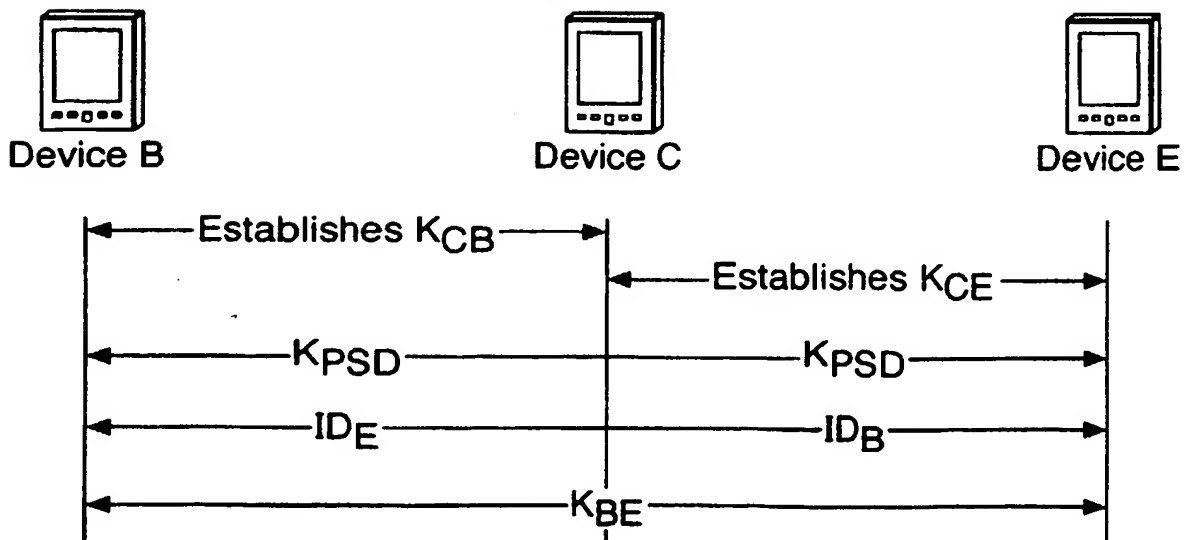 Device B
Device C
Device E
Establishes KCB
Establishes KCE
KPSD KPSD
IDE IDB
KBE